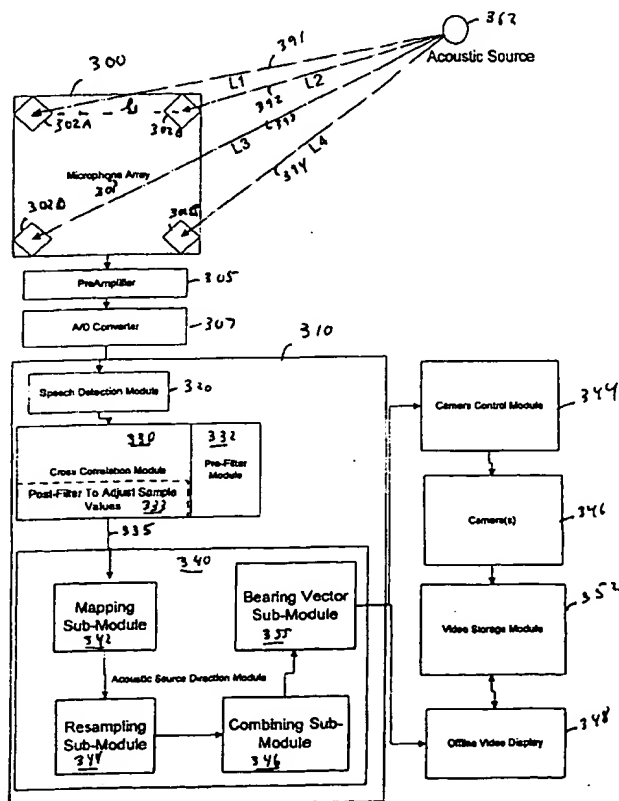 362
Acoustic Source
391
300
L1
L2
392
302A
302B
L3
393
L4
394
Microphone Array
302D
PreAmplifier
305
A/D Converter
307
310
Speech Detection Module
320
330
332
Cross Correlation Module
Pre-Filter
Module
Post-Filter To Adjust Sample
Values
333
335
340
Mapping
Sub-Module
342
Bearing Vector
Sub-Module
355
Acoustic Source Direction Module
Resampling
Sub-Module
344
Combining Sub-
Module
346
Camera Control Module
344
Camera(s)
346
Video Storage Module
352
Offline Video Display
348